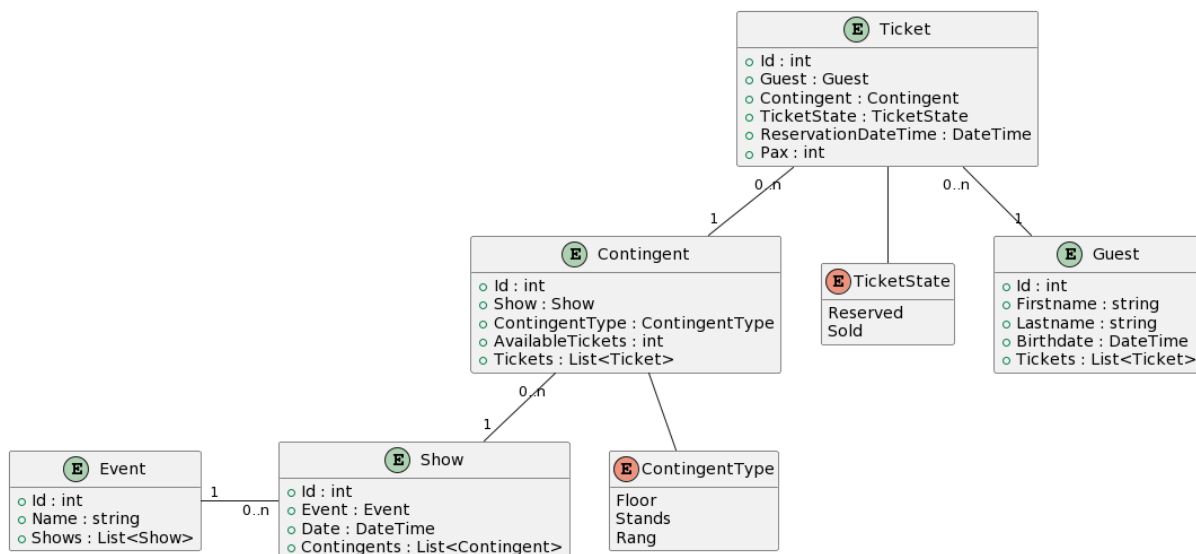 E Ticket
Id : int
Guest : Guest
Contingent : Contingent
TicketState : TicketState
ReservationDateTime : DateTime
Pax : int
0..n
0..n
1
1
E Contingent
Id : int
Show : Show
ContingentType : ContingentType
AvailableTickets : int
Tickets : List<Ticket>
E TicketState
Reserved
Sold
E Guest
Id : int
Firstname : string
Lastname : string
Birthdate : DateTime
Tickets : List<Ticket>
0..n
1
E Event
Id : int
Name : string
Shows : List<Show>
1
0..n
E Show
Id : int
Event : Event
Date : DateTime
Contingents : List<Contingent>
E ContingentType
Floor
Stands
Rang